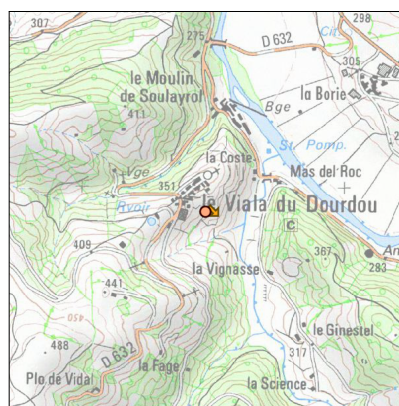 307
275
D 632
298
305
le Moulin
de Soulayrol
411
Bge
la Borie
St. Pomp.
la Coste
Mas del Roc
Vge
351
le Viala du Dourdou
Rvoir
C
409
367
la Vignasse
283
441
450
le Ginestel
488
D 632
317
la Fage
Plo de Vidal
la Science